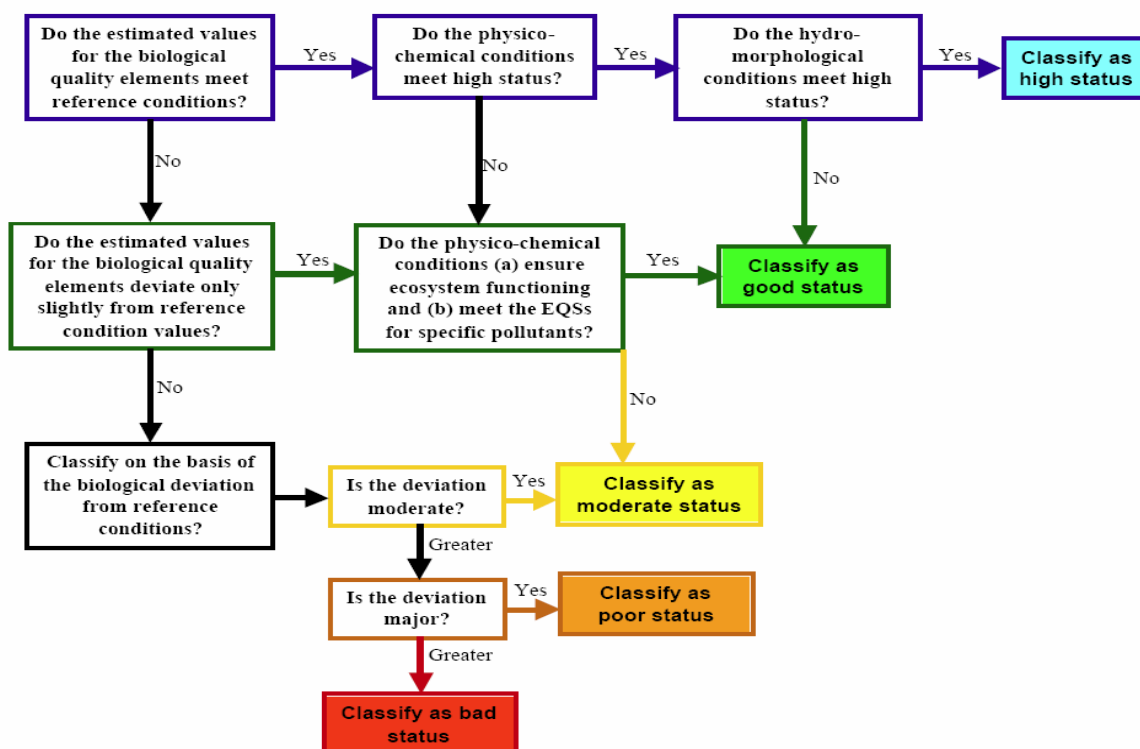 Do the estimated values
for the biological
quality elements meet
reference conditions?
Yes
Do the physico-
chemical conditions
meet high status?
Yes
Do the hydro-
morphological
conditions meet high
status?
Yes
Classify as
high status
No
No
No
Do the estimated values
for the biological quality
elements deviate only
slightly from reference
condition values?
Yes
Do the physico-chemical
conditions (a) ensure
ecosystem functioning
and (b) meet the EQSs
for specific pollutants?
Yes
Classify as
good status
No
No
Classify on the basis of
the biological deviation
from reference
conditions?
Is the deviation
moderate?
Yes
Classify as
moderate status
Greater
Is the deviation
major?
Yes
Classify as
poor status
Greater
Classify as bad
status